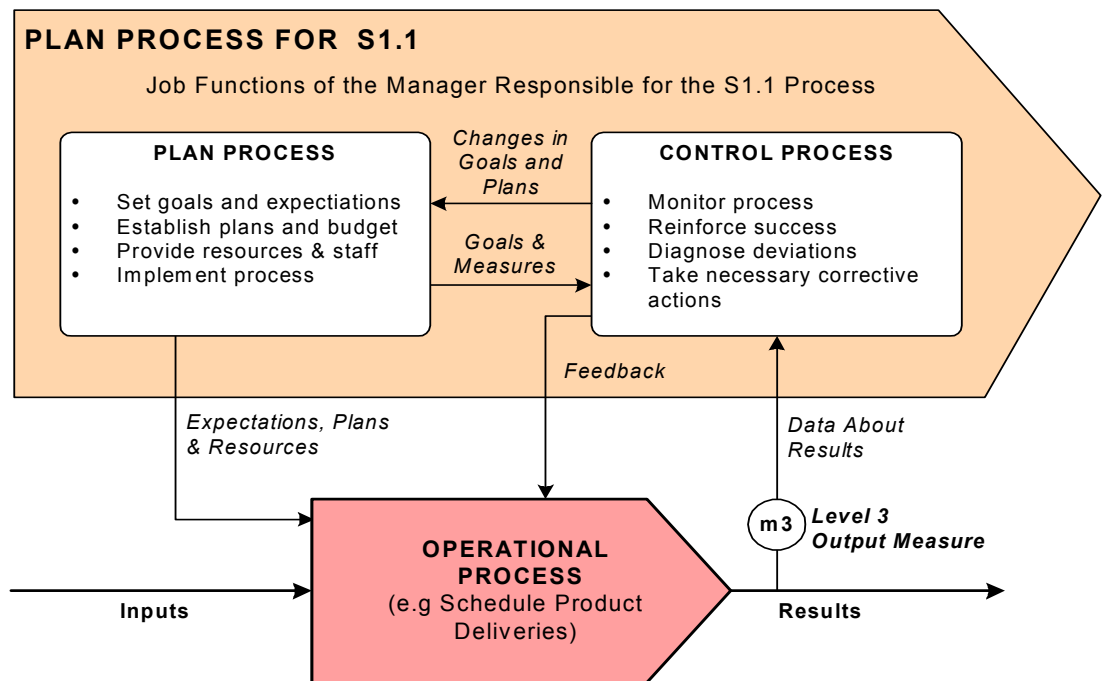 PLAN PROCESS FOR S1.1
Job Functions of the Manager Responsible for the S1.1 Process
PLAN PROCESS
• Set goals and expectiations
• Establish plans and budget
• Provide resources & staff
• Implement process
Changes in
Goals and
Plans
Goals &
Measures
CONTROL PROCESS
• Monitor process
• Reinforce success
• Diagnose deviations
• Take necessary corrective
actions
Feedback
Expectations, Plans
& Resources
Data About
Results
m3
Level 3
Output Measure
OPERATIONAL
PROCESS
(e.g Schedule Product
Deliveries)
Inputs
Results